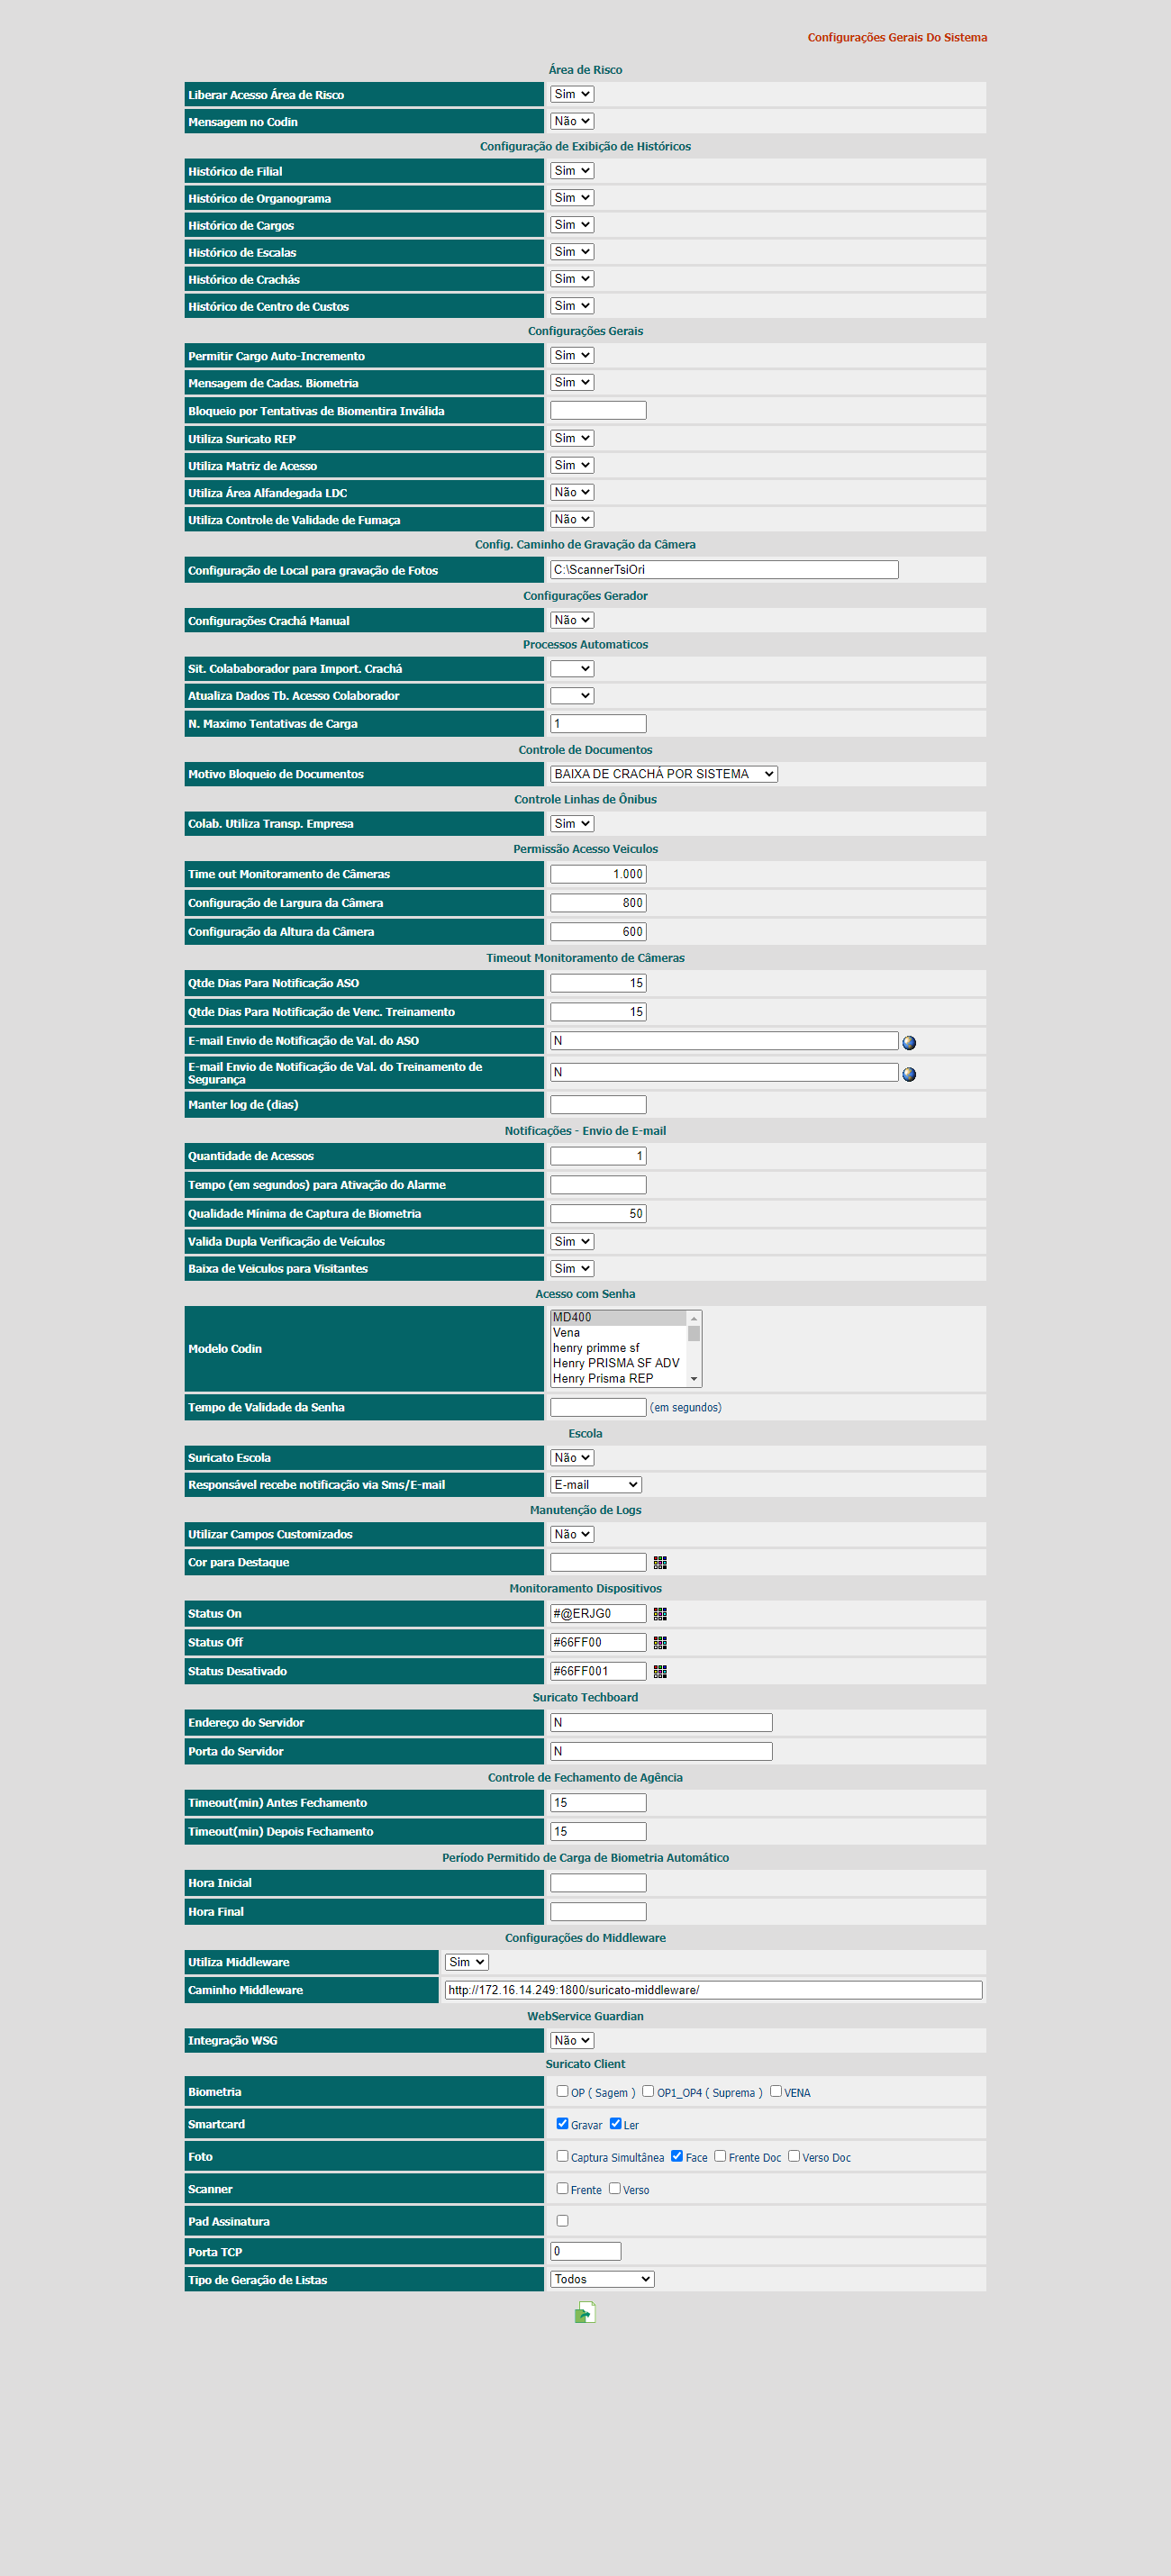 Configurações Gerais Do Sistema
Área de Risco
Liberar Acesso Área de Risco Sim
Mensagem no Codin Não
Configuração de Exibição de Históricos
Histórico de Filial Sim
Histórico de Organograma Sim
Histórico de Cargos Sim
Histórico de Escalas Sim
Histórico de Crachás Sim
Histórico de Centro de Custos Sim
Configurações Gerais
Permitir Cargo Auto-Incremento Sim
Mensagem de Cadas. Biometria Sim
Bloqueio por Tentativas de Biomentira Inválida
Utiliza Suricato REP Sim
Utiliza Matriz de Acesso Sim
Utiliza Área Alfandegada LDC Não
Utiliza Controle de Validade de Fumaça Não
Config. Caminho de Gravação da Câmera
Configuração de Local para gravação de Fotos C:\ScannerTsiOri
Configurações Gerador
Configurações Crachá Manual Não
Processos Automaticos
Sit. Colababorador para Import. Crachá
Atualiza Dados Tb. Acesso Colaborador
N. Maximo Tentativas de Carga 1
Controle de Documentos
Motivo Bloqueio de Documentos BAIXA DE CRACHÁ POR SISTEMA
Controle Linhas de Ônibus
Colab. Utiliza Transp. Empresa Sim
Permissão Acesso Veiculos
Time out Monitoramento de Câmeras 1.000
Configuração de Largura da Câmera 800
Configuração da Altura da Câmera 600
Timeout Monitoramento de Câmeras
Qtde Dias Para Notificação ASO 15
Qtde Dias Para Notificação de Venc. Treinamento 15
E-mail Envio de Notificação de Val. do ASO N
E-mail Envio de Notificação de Val. do Treinamento de
Segurança N
Manter log de (dias)
Notificações - Envio de E-mail
Quantidade de Acessos 1
Tempo (em segundos) para Ativação do Alarme
Qualidade Mínima de Captura de Biometria 50
Valida Dupla Verificação de Veículos Sim
Baixa de Veiculos para Visitantes Sim
Acesso com Senha
Modelo Codin
MD400
Vena
henry primme sf
Henry PRISMA SF ADV
Henry Prisma REP
Tempo de Validade da Senha (em segundos)
Escola
Suricato Escola Não
Responsável recebe notificação via Sms/E-mail E-mail
Manutenção de Logs
Utilizar Campos Customizados Não
Cor para Destaque
Monitoramento Dispositivos
Status On #@ERJG0
Status Off #66FF00
Status Desativado #66FF001
Suricato Techboard
Endereço do Servidor N
Porta do Servidor N
Controle de Fechamento de Agência
Timeout(min) Antes Fechamento 15
Timeout(min) Depois Fechamento 15
Período Permitido de Carga de Biometria Automático
Hora Inicial
Hora Final
Configurações do Middleware
Utiliza Middleware Sim
Caminho Middleware http://172.16.14.249:1800/suricato-middleware/
WebService Guardian
Integração WSG Não
Suricato Client
Biometria OP ( Sagem ) OP1_OP4 ( Suprema ) VENA
Smartcard Gravar Ler
Foto Captura Simultânea Face Frente Doc Verso Doc
Scanner Frente Verso
Pad Assinatura
Porta TCP 0
Tipo de Geração de Listas Todos